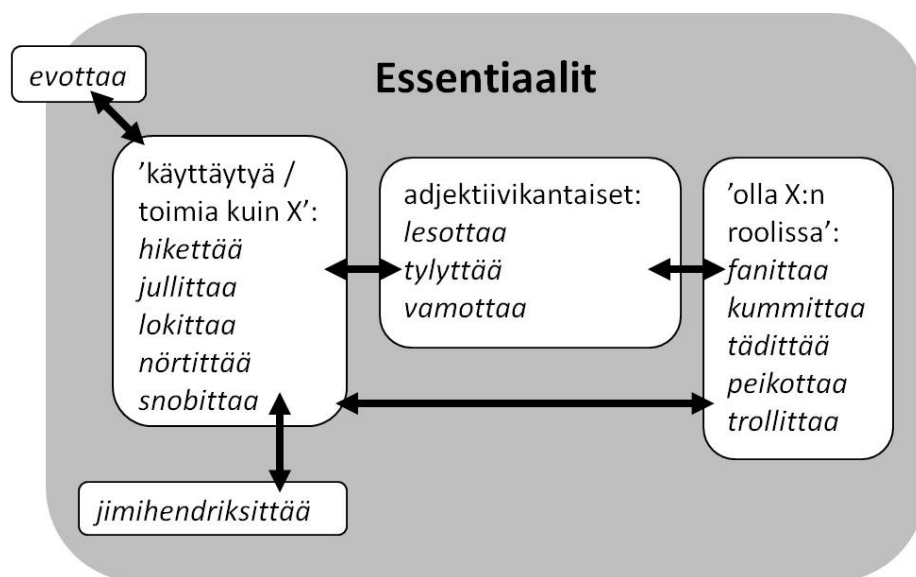 Essentiaalit
evottaa
’käyttäytyä /
toimia kuin X’:
hikettää
jullittaa
lokittaa
nörtittää
snobittaa
adjektiivikantaiset:
lesottaa
tylyttää
vamottaa
’olla X:n
roolissa’:
fanittaa
kummittaa
tädittää
peikottaa
trollittaa
jimihendriksittää